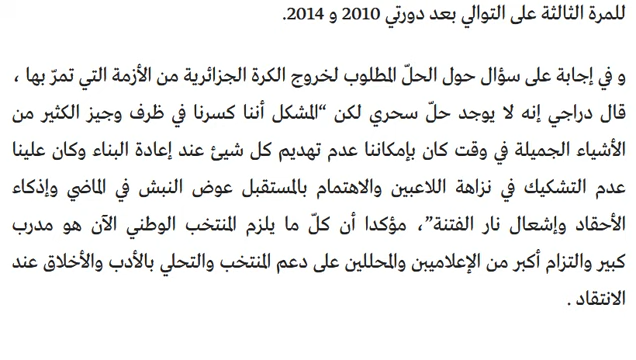 للمرة الثالثة على التوالي بعد دورتي 2010 و 2014.
و في إجابة على سؤال حول الحلّ المطلوب لخروج الكرة الجزائرية من الأزمة التي تمرّ بها ،
قال دراجي إنه لا يوجد حلّ سحري لكن “المشكل أننا كسرنا في ظرف وجيز الكثير من
الأشياء الجميلة في وقت كان بإمكاننا عدم تهديم كل شيئ عند إعادة البناء وكان علينا
عدم التشكيك في نزاهة اللاعبين والاهتمام بالمستقبل عوض النبش في الماضي وإذكاء
الأحقاد وإشعال نار الفتنة”، مؤكدا أن كلّ ما يلزم المنتخب الوطني الآن هو مدرب
كبير والتزام أكبر من الإعلاميين والمحللين على دعم المنتخب والتحلي بالأدب والأخلاق عند
الانتقاد .